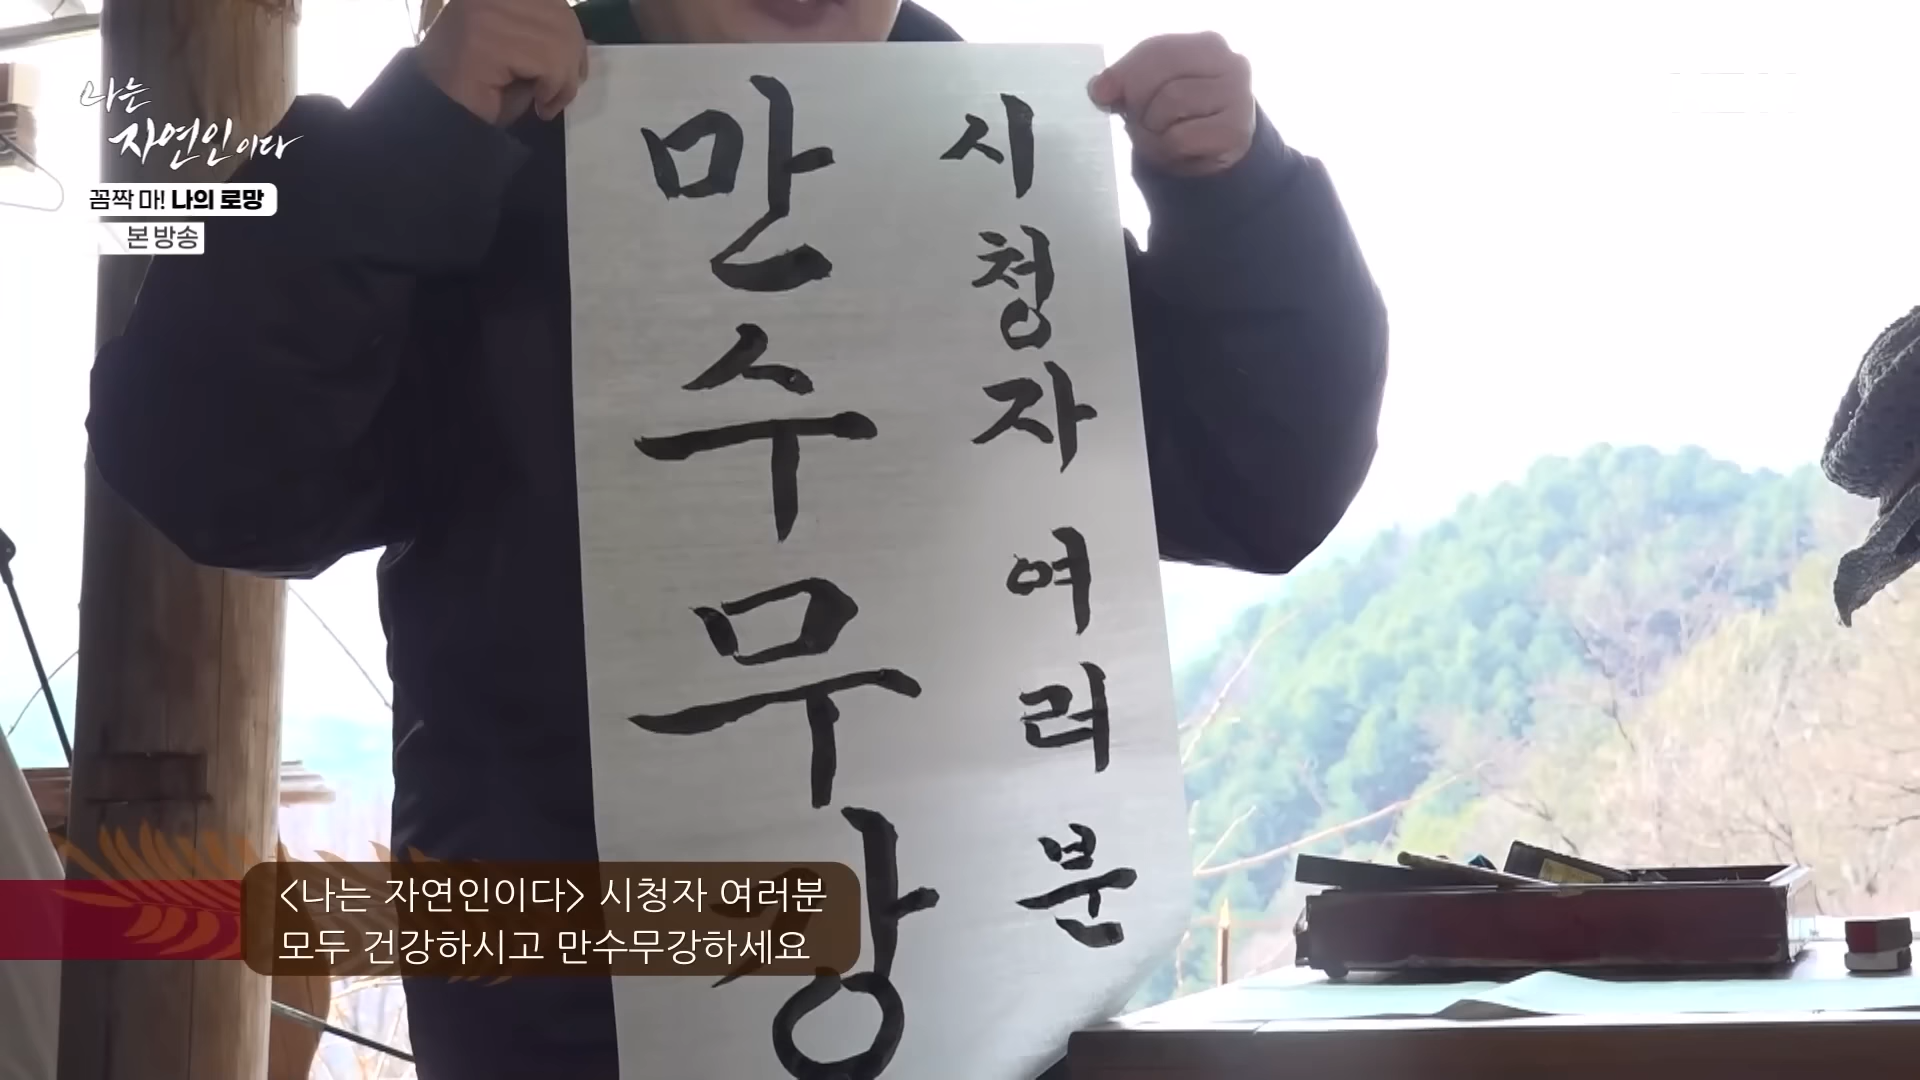 나는
자연인이다
꼼짝 마! 나의 로망
본방송
시청자 여러분
만수무강
<나는 자연인이다> 시청자 여러분
모두 건강하시고 만수무강하세요